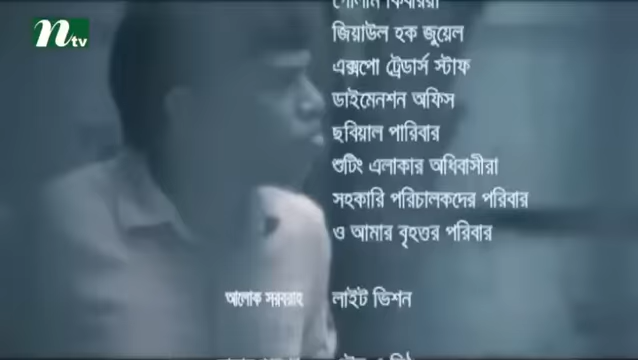 ntv
গোলাম কিবরিয়া
জিয়াউল হক জুয়েল
এক্সপো ট্রেডার্স স্টাফ
ডাইমেনশন অফিস
ছবিয়াল পারিবার
শুটিং এলাকার অধিবাসীরা
সহকারি পরিচালকদের পরিবার
ও আমার বৃহত্তর পরিবার
আলোক সরবরাহ লাইট ভিশন